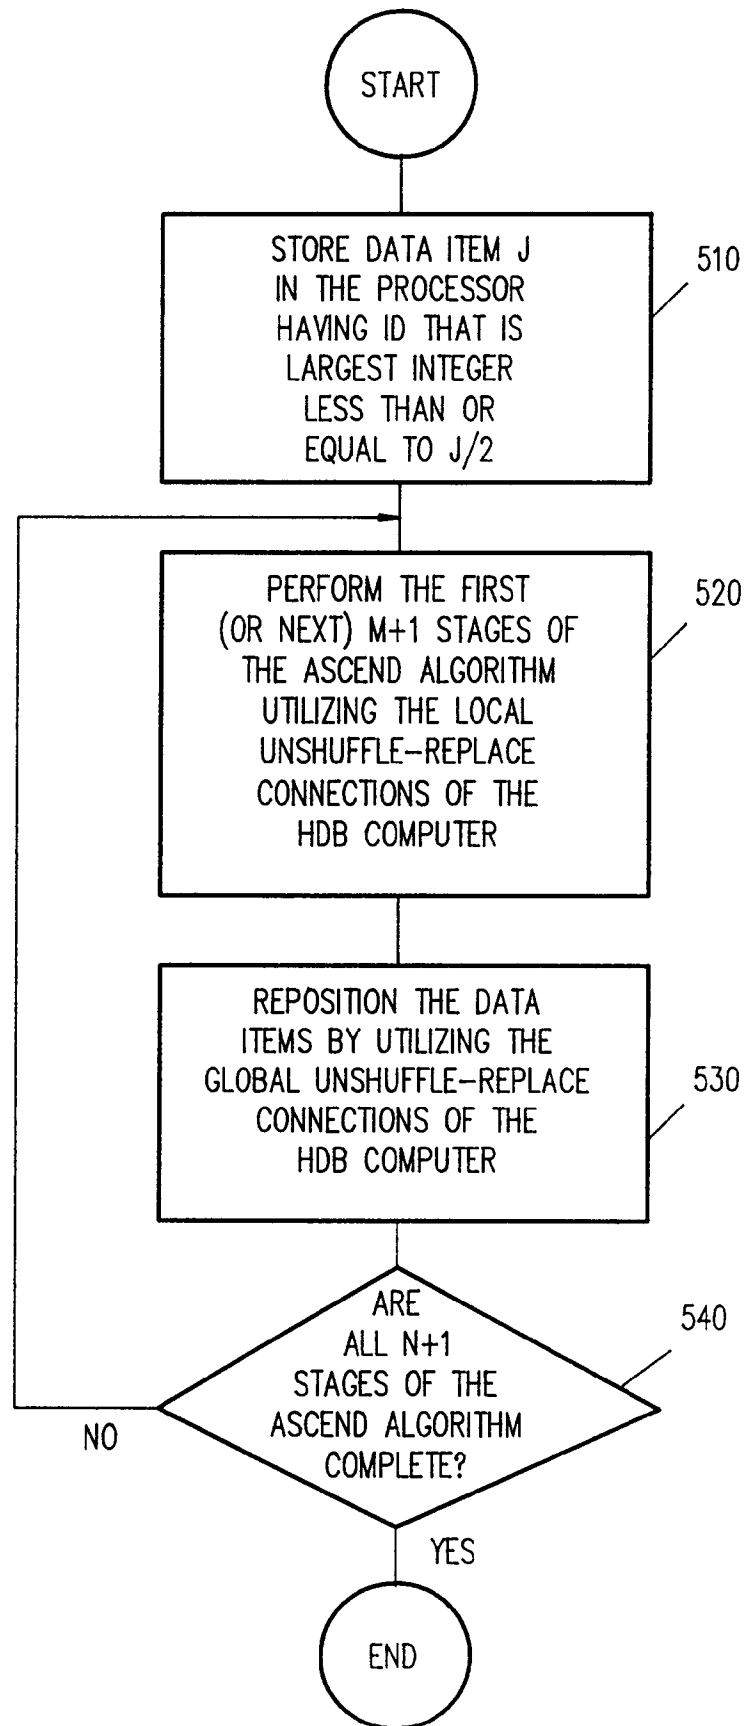 START
STORE DATA ITEM J
IN THE PROCESSOR
HAVING ID THAT IS
LARGEST INTEGER
LESS THAN OR
EQUAL TO J/2
510
PERFORM THE FIRST
(OR NEXT) M+1 STAGES OF
THE ASCEND ALGORITHM
UTILIZING THE LOCAL
UNSHUFFLE-REPLACE
CONNECTIONS OF THE
HDB COMPUTER
520
REPOSITION THE DATA
ITEMS BY UTILIZING THE
GLOBAL UNSHUFFLE-REPLACE
CONNECTIONS OF THE
HDB COMPUTER
530
ARE
ALL N+1
STAGES OF THE
ASCEND ALGORITHM
COMPLETE?
540
NO
YES
END